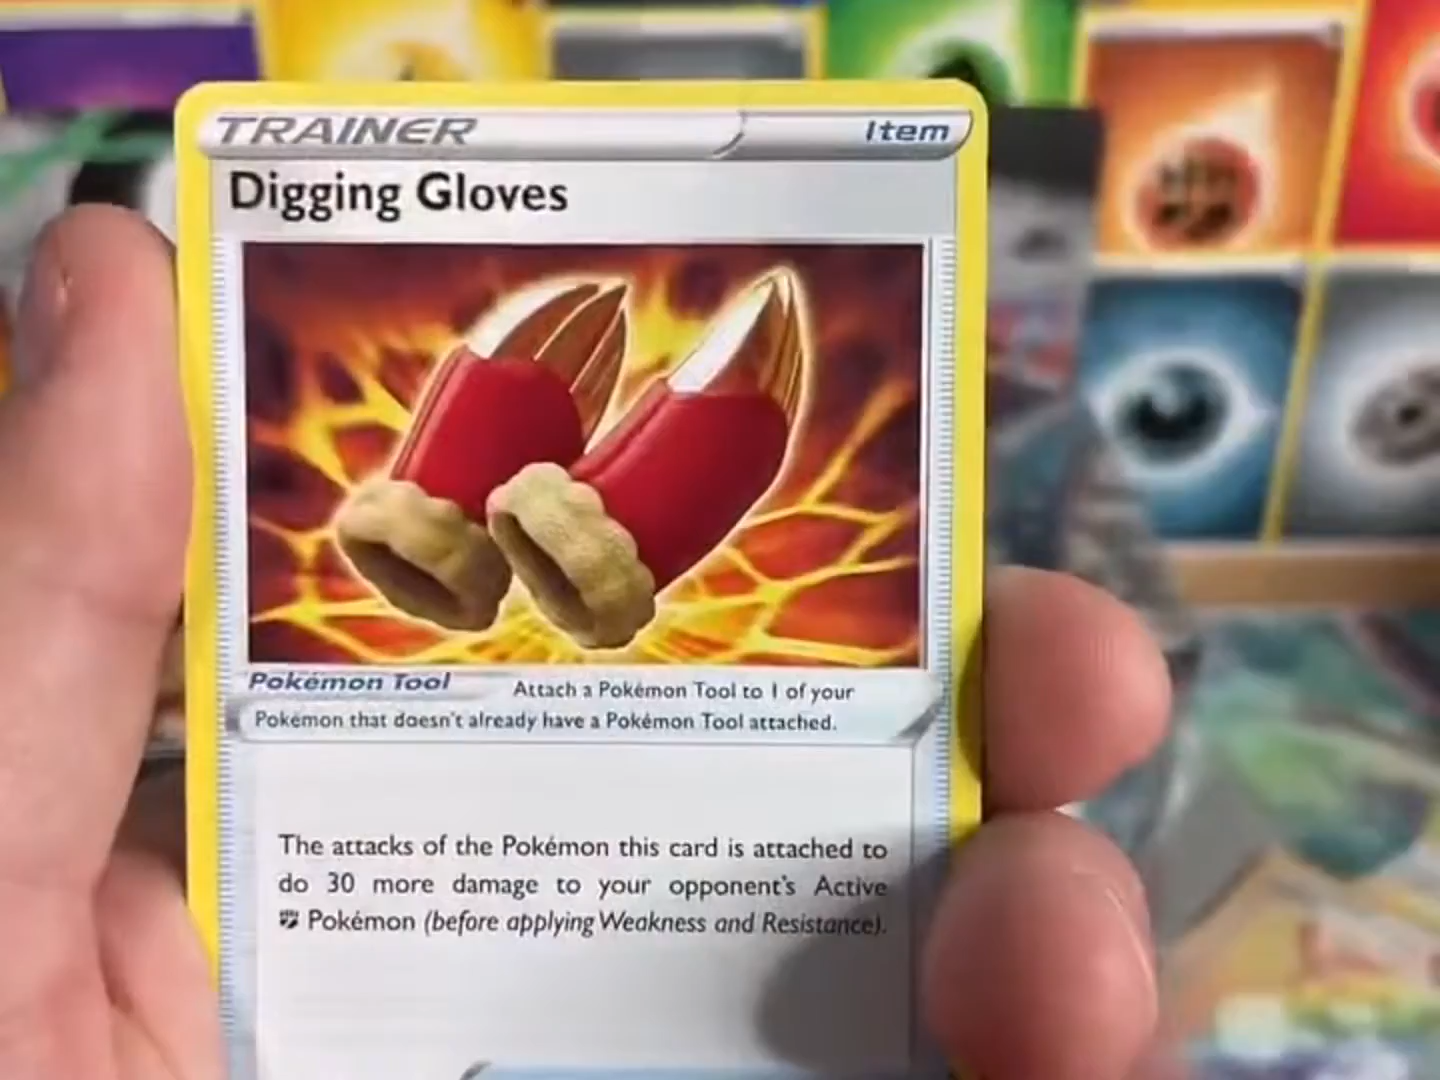 TRAINER
Item
Digging Gloves
Pokémon Tool
Attach a Pokémon Tool to 1 of your
Pokémon that doesn't already have a Pokémon Tool attached.
The attacks of the Pokémon this card is attached to
do 30 more damage to your opponent's Active
Pokémon (before applying Weakness and Resistance).